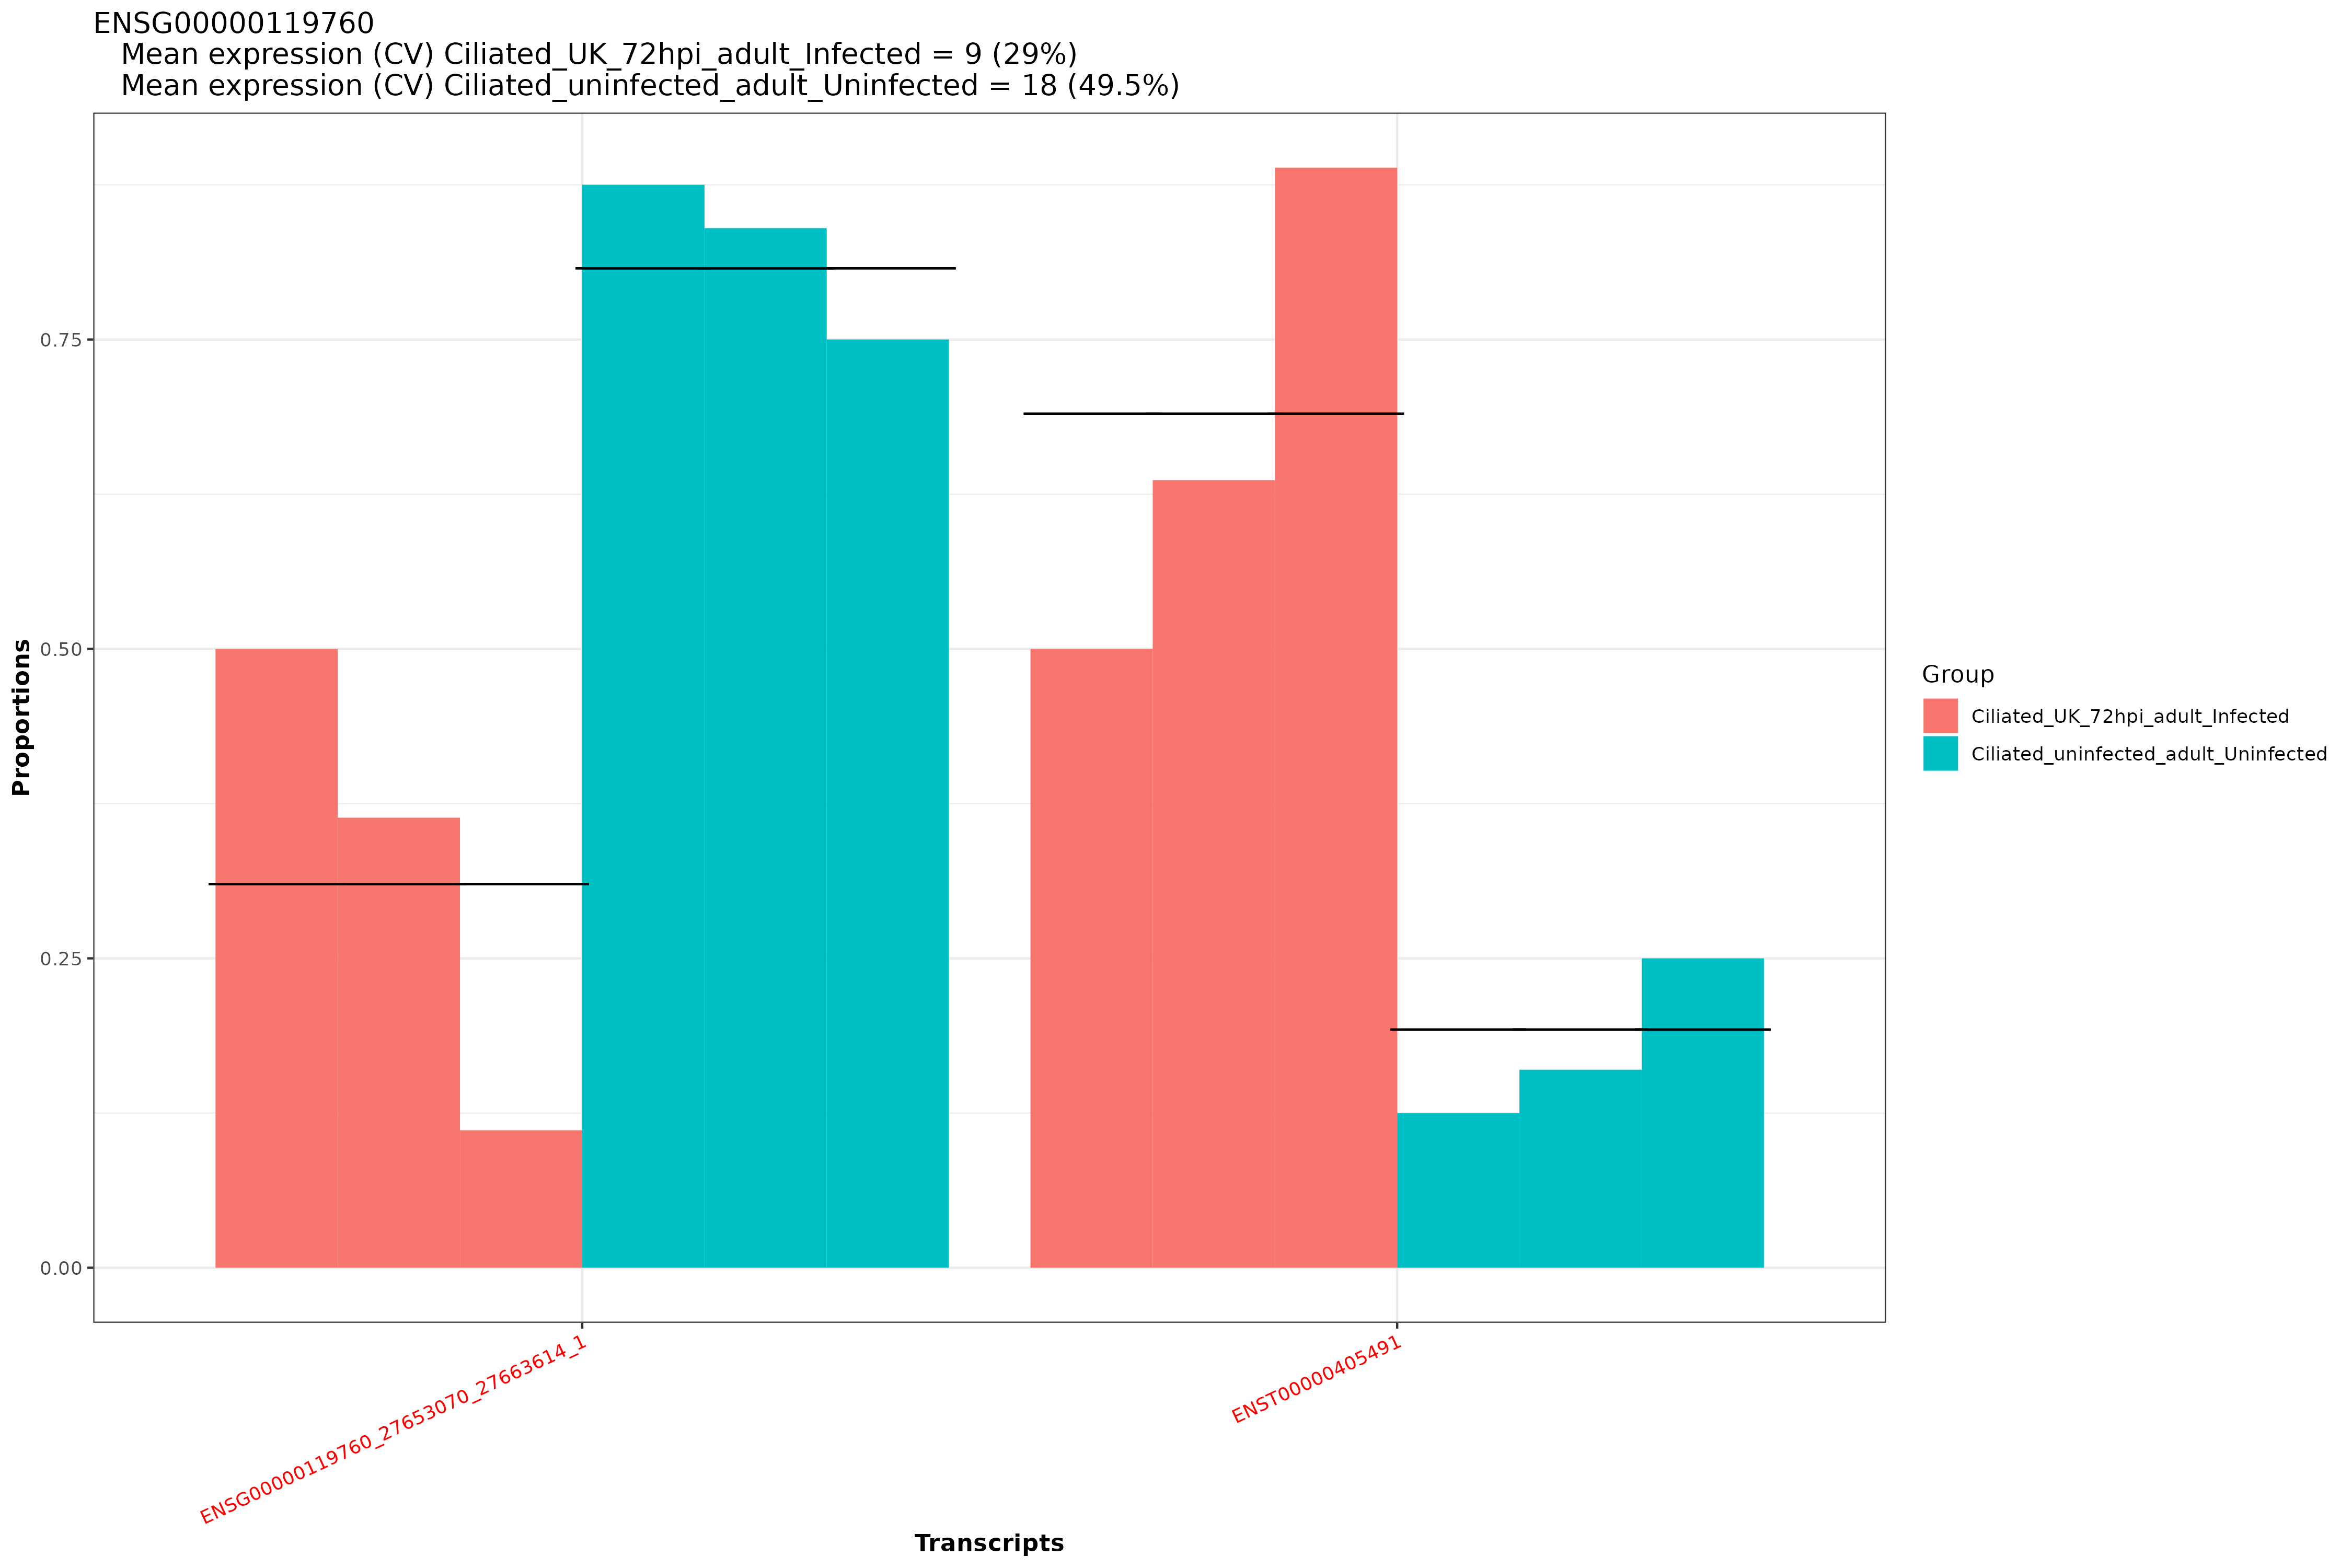 ENSG00000119760
Mean expression (CV) Ciliated_UK_72hpi_adult_Infected = 9 (29%)
Mean expression (CV) Ciliated_uninfected_adult_Uninfected = 18 (49.5%)
Proportions
0.75
0.50
0.25
0.00
ENSG00000119760_27653070_27663614_1
ENST00000405491
Transcripts
Group
Ciliated_UK_72hpi_adult_Infected
Ciliated_uninfected_adult_Uninfected